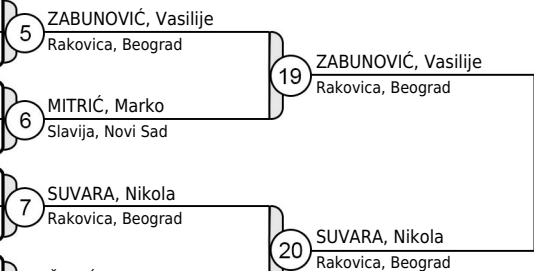 5
ZABUNOVIĆ, Vasilije
Rakovica, Beograd
6
MITRIĆ, Marko
Slavija, Novi Sad
19
ZABUNOVIĆ, Vasilije
Rakovica, Beograd
7
SUVARA, Nikola
Rakovica, Beograd
20
SUVARA, Nikola
Rakovica, Beograd